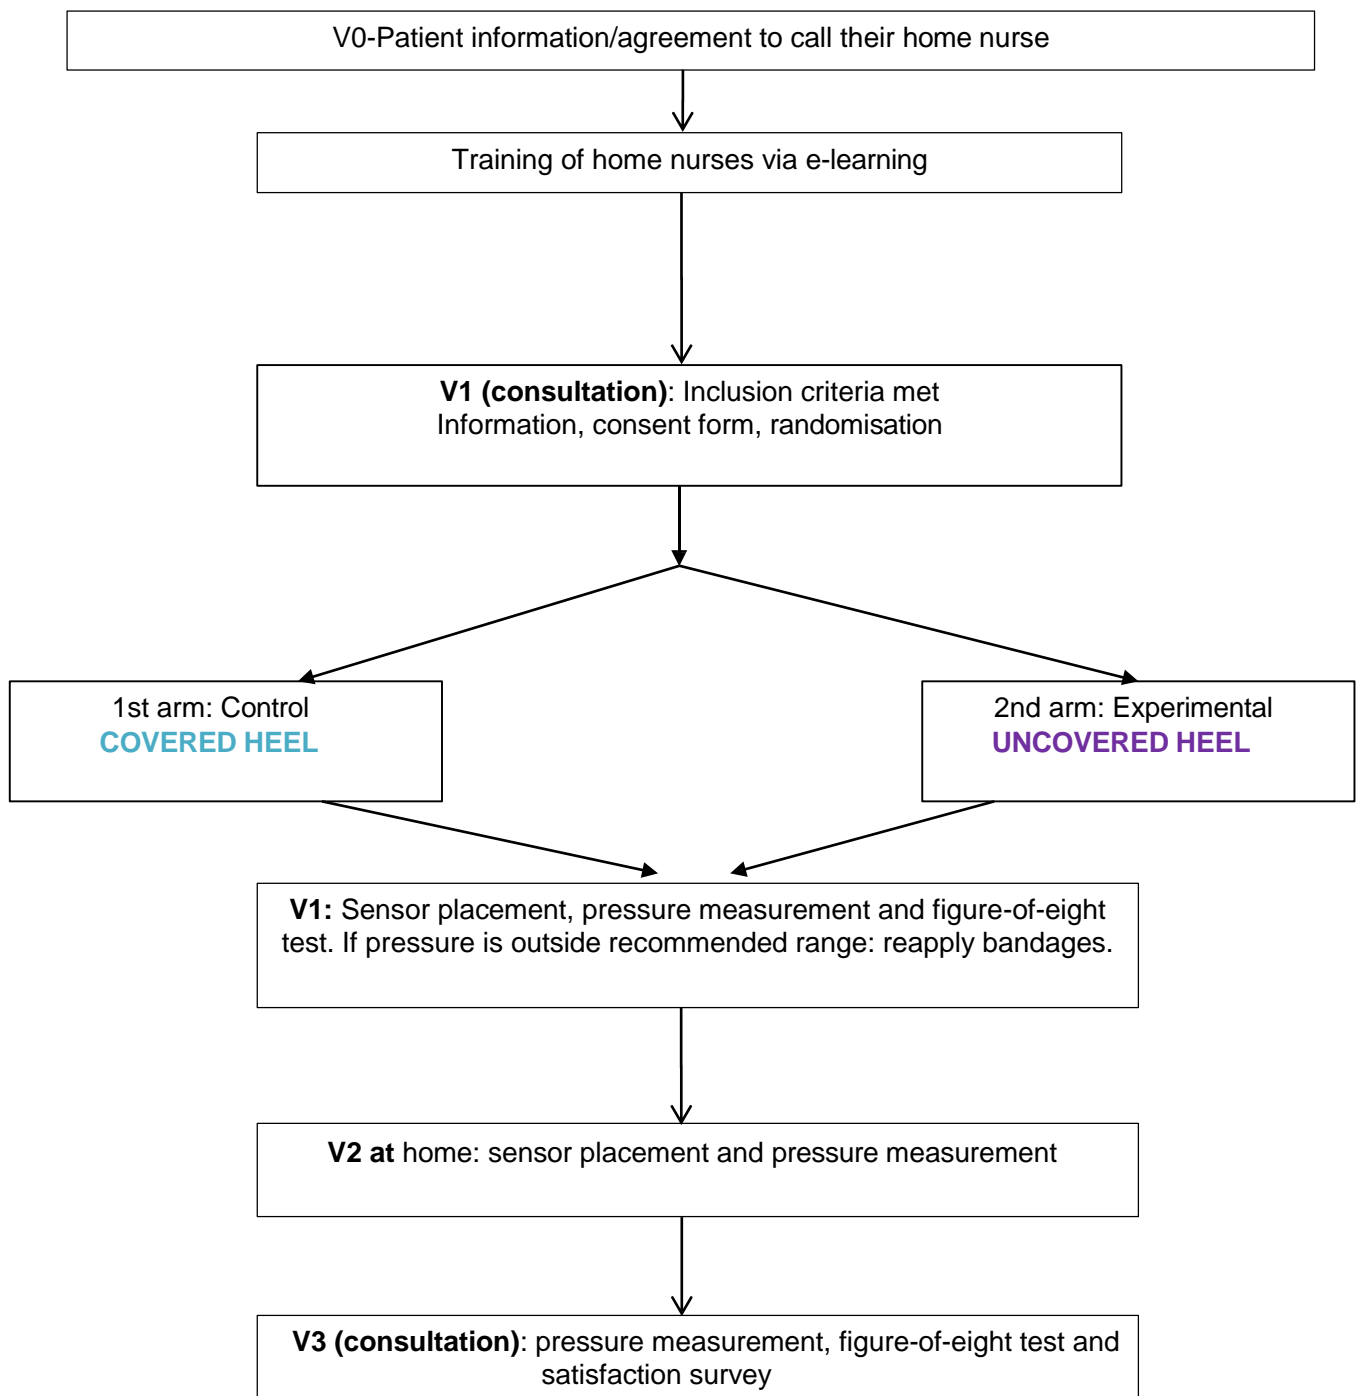 V0-Patient information/agreement to call their home nurse
Training of home nurses via e-learning
V1 (consultation): Inclusion criteria met
Information, consent form, randomisation
1st arm: Control
COVERED HEEL
2nd arm: Experimental
UNCOVERED HEEL
V1: Sensor placement, pressure measurement and figure-of-eight
test. If pressure is outside recommended range: reapply bandages.
V2 at home: sensor placement and pressure measurement
V3 (consultation): pressure measurement, figure-of-eight test and
satisfaction survey